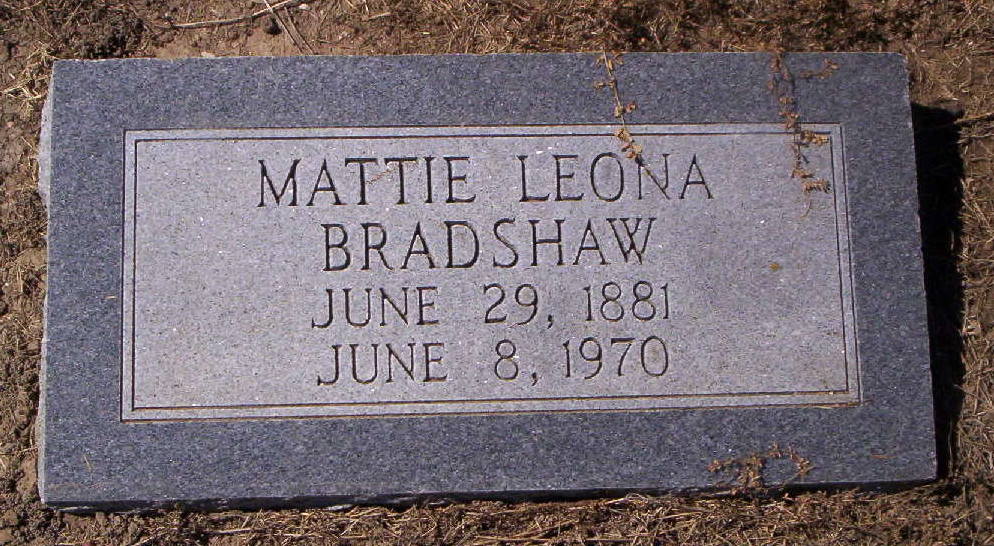 MATTIE LEONA
BRADSHAW
JUNE 29, 1881
JUNE 8, 1970